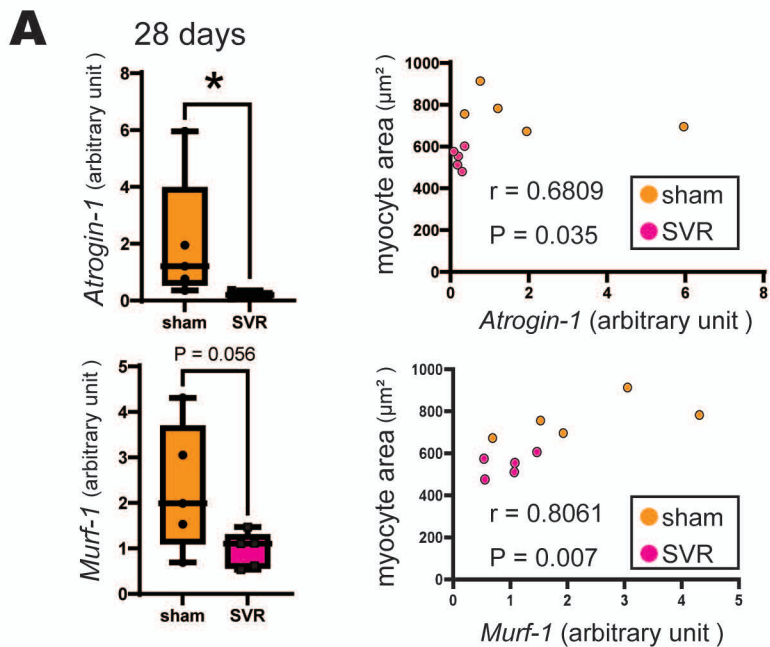 A
28 days
Atrogin-1 (arbitrary unit )
8
6
4
2
0
*
sham
SVR
myocyte area (µm² )
1000
800
600
400
200
0
r = 0.6809
P = 0.035
sham
SVR
0 2 4 6 8
Atrogin-1 (arbitrary unit )
Murf-1 (arbitrary unit )
5
4
3
2
1
0
P = 0.056
sham
SVR
myocyte area (µm² )
1000
800
600
400
200
0
r = 0.8061
P = 0.007
sham
SVR
0 1 2 3 4 5
Murf-1 (arbitrary unit )